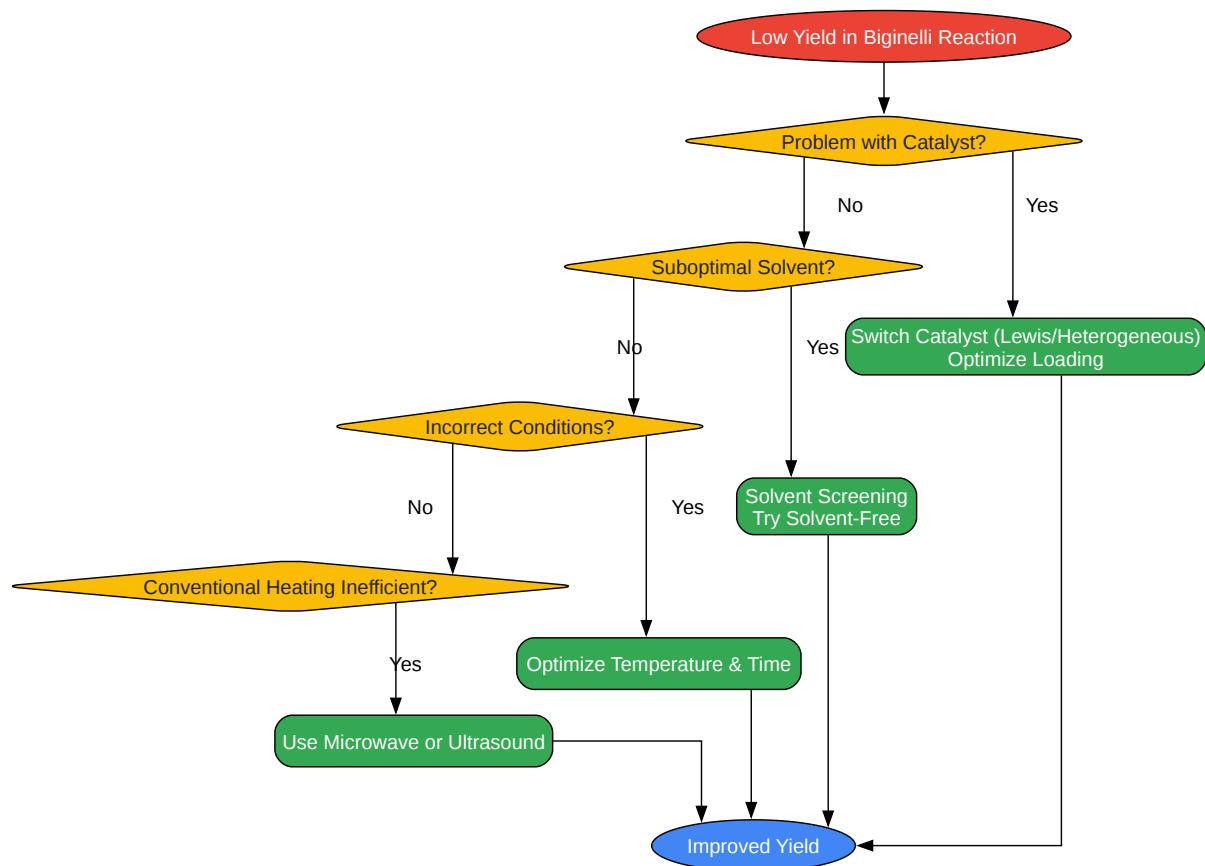 Low Yield in Biginelli Reaction
Problem with Catalyst?
No
Yes
Suboptimal Solvent?
Switch Catalyst (Lewis/Heterogeneous)
Optimize Loading
No
Yes
Incorrect Conditions?
Solvent Screening
Try Solvent-Free
No
Yes
Conventional Heating Inefficient?
Yes
Optimize Temperature & Time
Use Microwave or Ultrasound
Improved Yield